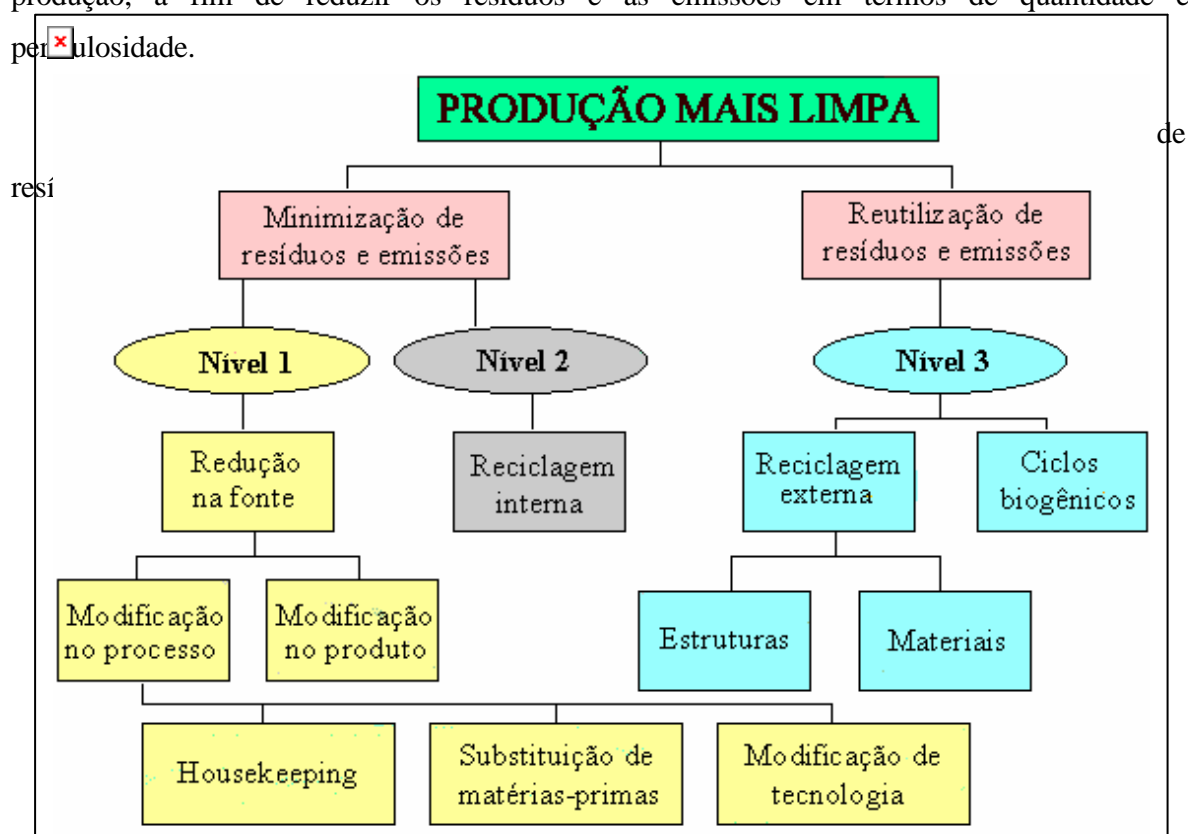 produção, a fim de reduzir os resíduos e as emissões em termos de quantidade e
ulosidade.
PRODUÇÃO MAIS LIMPA
de
Minimização de
resíduos e emissões
Reutilização de
resíduos e emissões
Nível 1
Nível 2
Nível 3
Redução
na fonte
Reciclagem
interna
Reciclagem
externa
Ciclos
biogênicos
Modificação
no processo
Modificação
no produto
Estruturas
Materiais
Housekeeping
Substituição de
matérias-primas
Modificação de
tecnologia